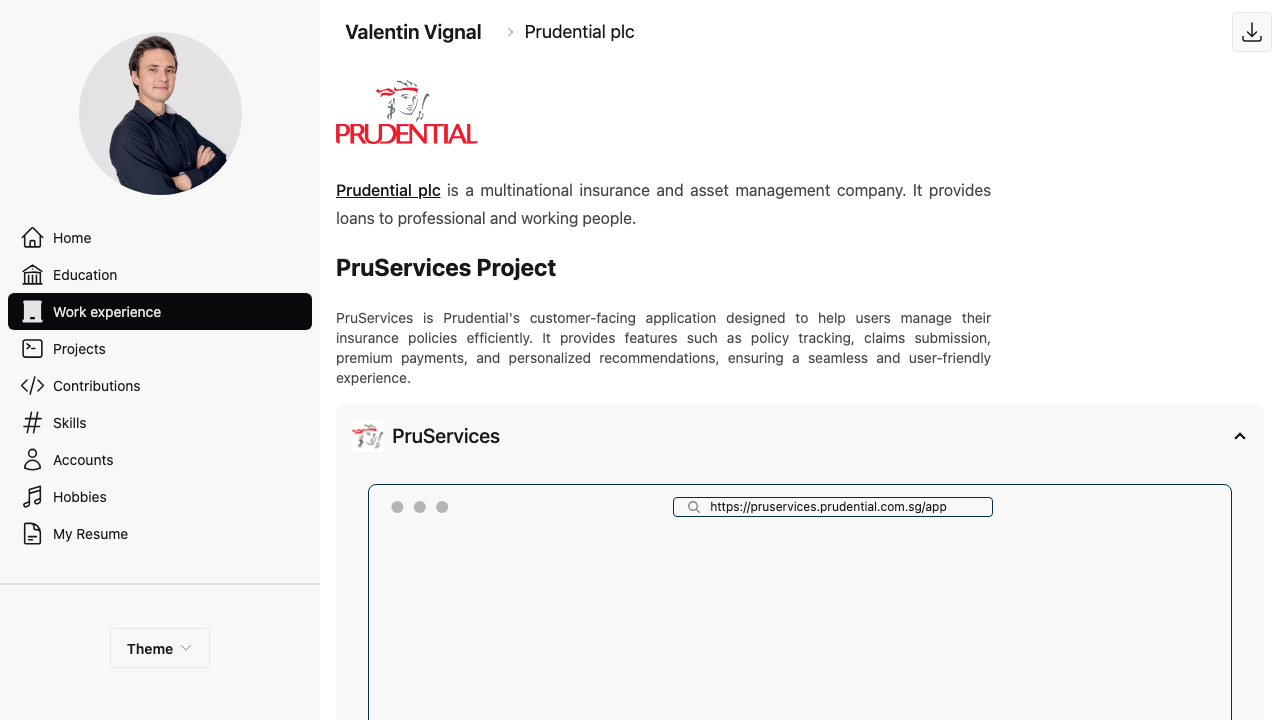 Valentin Vignal
Prudential plc
PRUDENTIAL
Prudential plc is a multinational insurance and asset management company. It provides
loans to professional and working people.
PruServices Project
PruServices is Prudential's customer-facing application designed to help users manage their
insurance policies efficiently. It provides features such as policy tracking, claims submission,
premium payments, and personalized recommendations, ensuring a seamless and user-friendly
experience.
PruServices
https://pruservices.prudential.com.sg/app
Home
Education
Work experience
Projects
Contributions
Skills
Accounts
Hobbies
My Resume
Theme